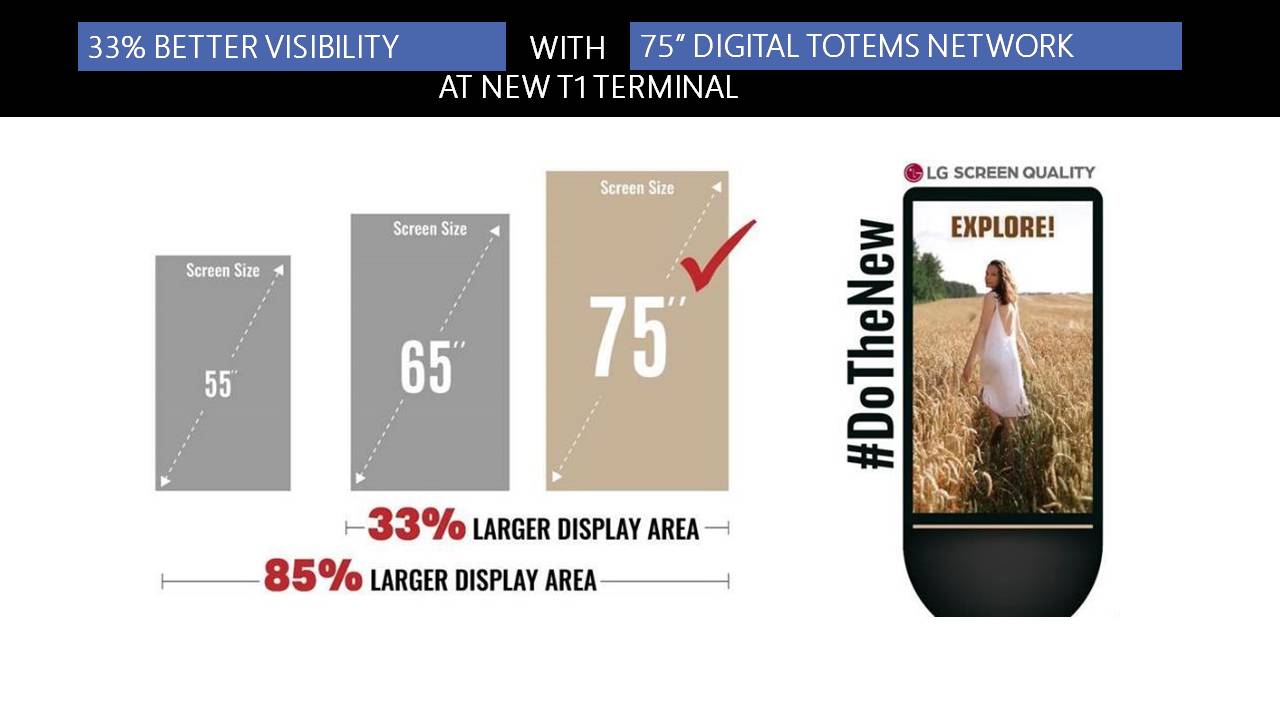 33% BETTER VISIBILITY WITH 75” DIGITAL TOTEMS NETWORK
AT NEW T1 TERMINAL
Screen Size
55''
Screen Size
65''
Screen Size
75''
33% LARGER DISPLAY AREA
85% LARGER DISPLAY AREA
#DoTheNew
LG SCREEN QUALITY
EXPLORE!